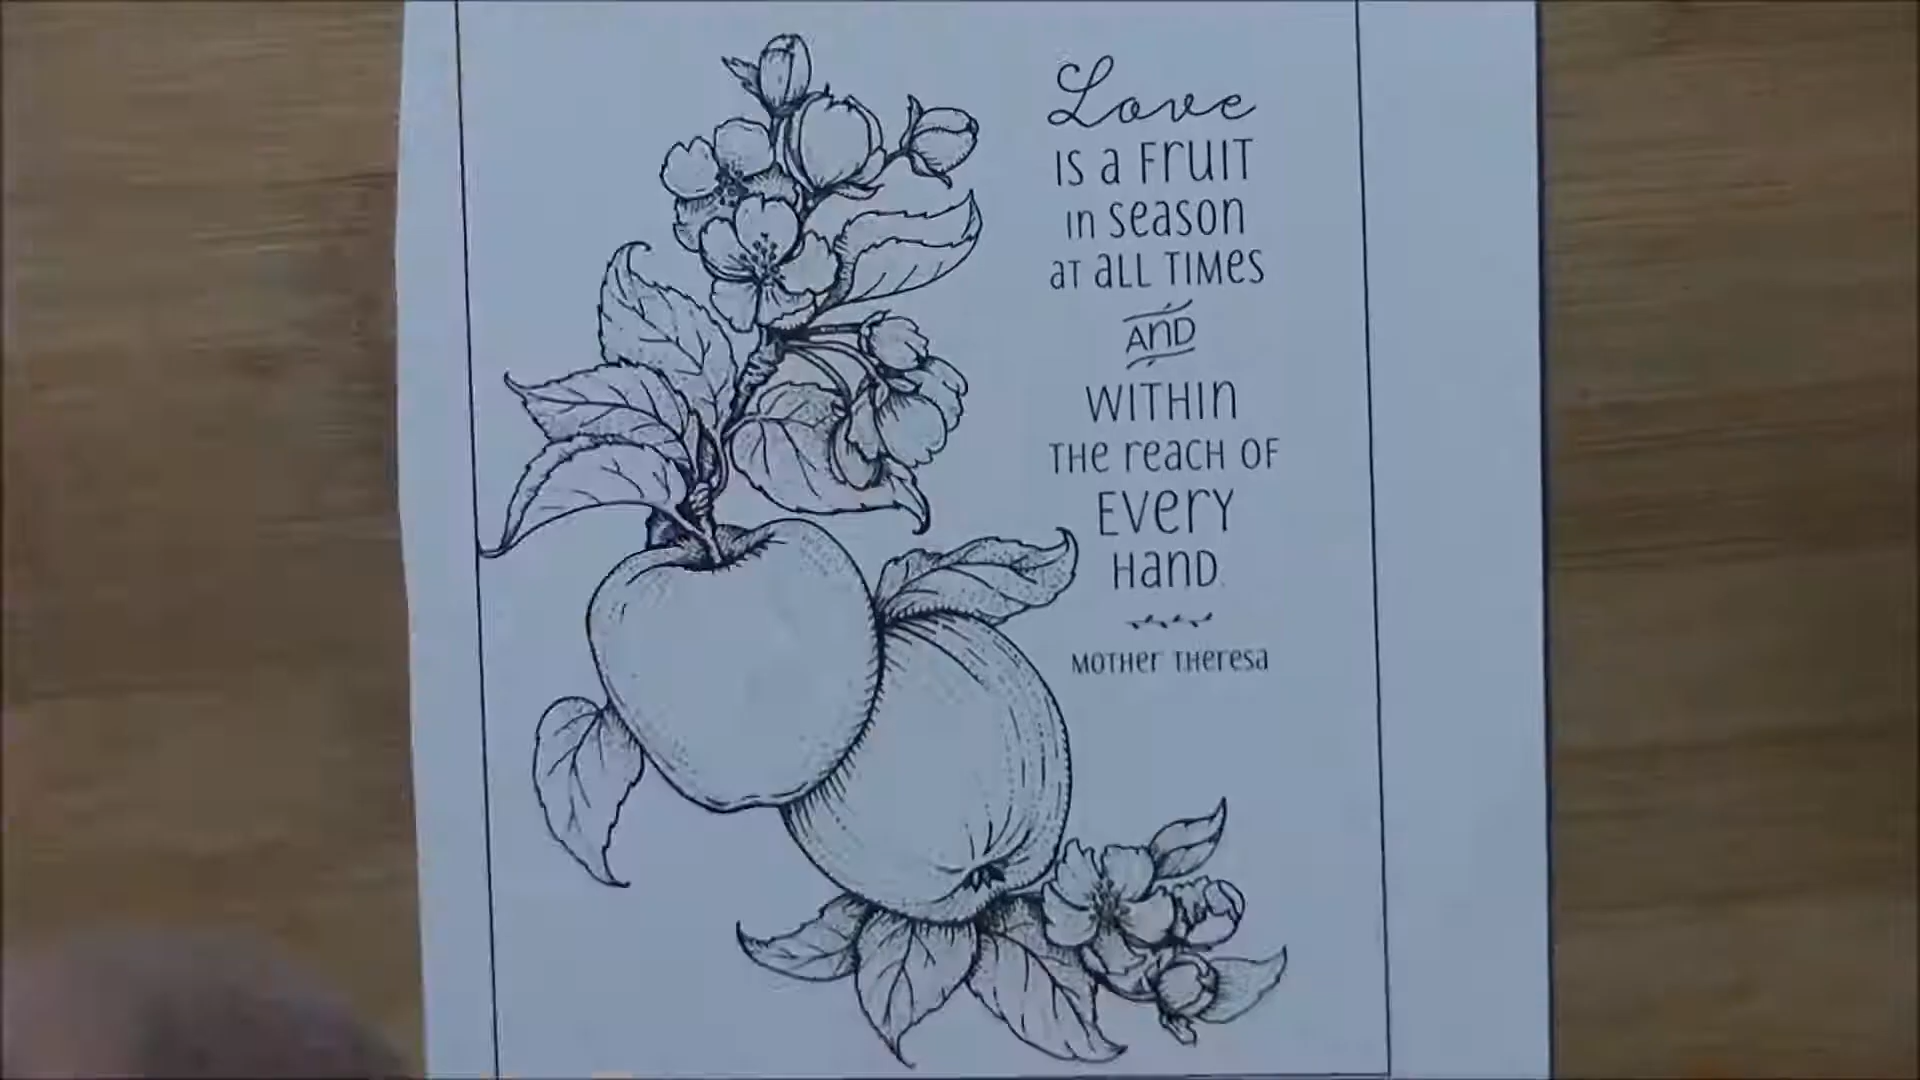 Love
is a Fruit
in season
at all times
and
within
the reach of
every
hand.
Mother Theresa